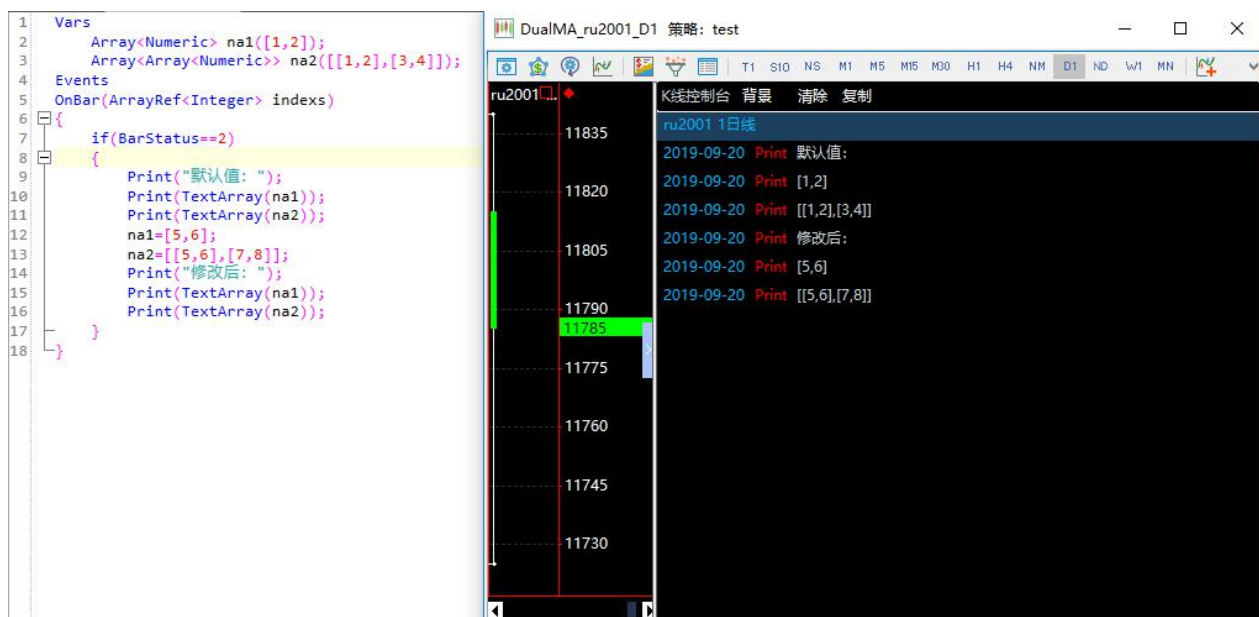 1 Vars
2 Array<Numeric> na1([1,2]);
3 Array<Array<Numeric>> na2([[1,2],[3,4]]);
4 Events
5 OnBar(ArrayRef<Integer> indexs)
6 {
7 if(BarStatus==2)
8 {
9 Print("默认值: ");
10 Print(TextArray(na1));
11 Print(TextArray(na2));
12 na1=[5,6];
13 na2=[[5,6],[7,8]];
14 Print("修改后: ");
15 Print(TextArray(na1));
16 Print(TextArray(na2));
17 }
18 }
DualMA_ru2001_D1 策略: test
T1 S10 NS M1 M5 M15 M30 H1 H4 NM D1 ND W1 MN
ru2001...
11835
11820
11805
11790
11785
11775
11760
11745
11730
K线控制台 背景 清除 复制
ru2001 1日线
2019-09-20 Print 默认值:
2019-09-20 Print [1,2]
2019-09-20 Print [[1,2],[3,4]]
2019-09-20 Print 修改后:
2019-09-20 Print [5,6]
2019-09-20 Print [[5,6],[7,8]]